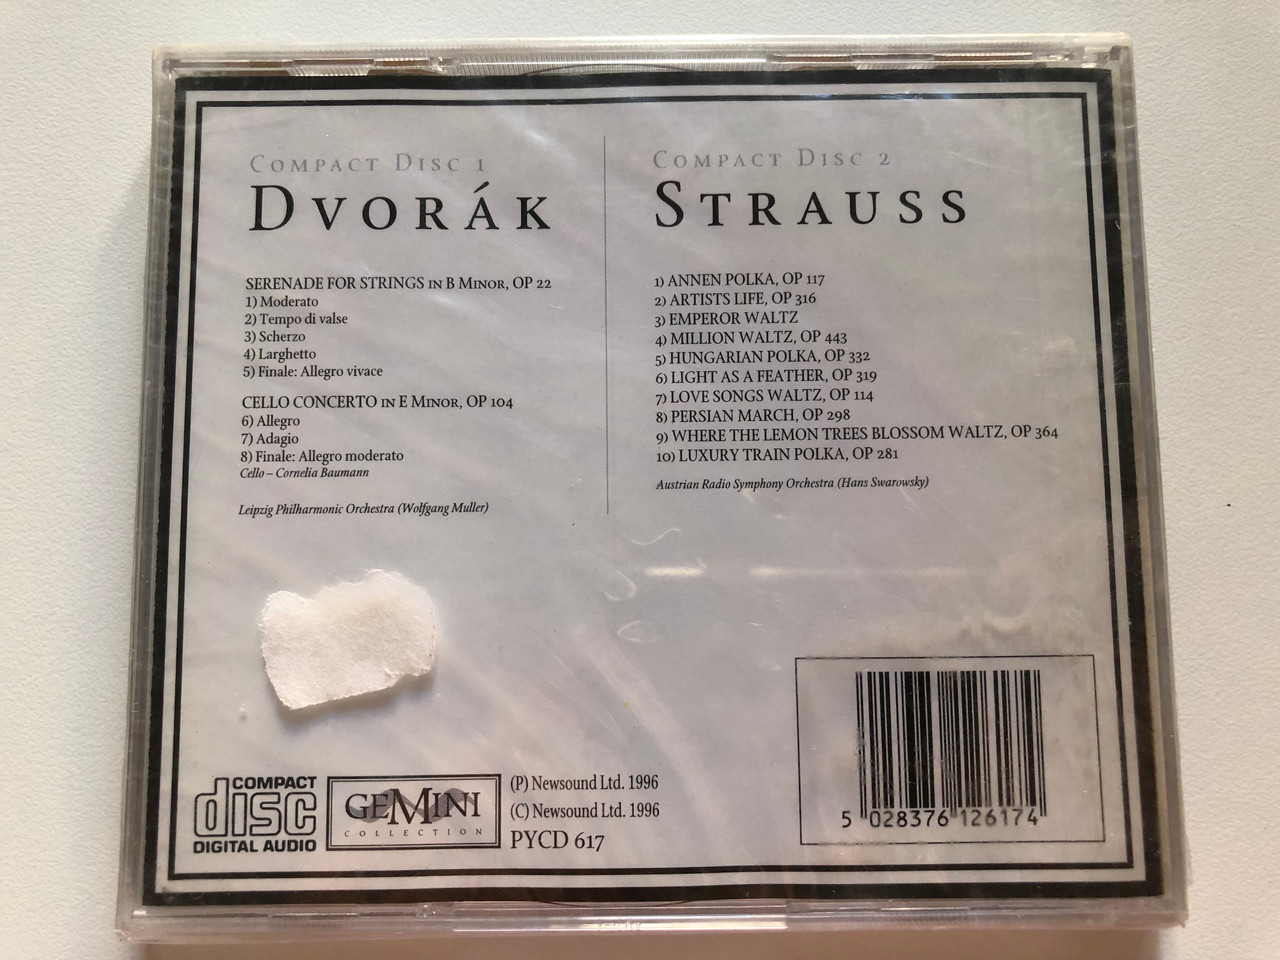 COMPACT DISC 1
DVORÁK
SERENADE FOR STRINGS IN B MINOR, OP 22
1) Moderato
2) Tempo di valse
3) Scherzo
4) Larghetto
5) Finale: Allegro vivace
CELLO CONCERTO IN E MINOR, OP 104
6) Allegro
7) Adagio
8) Finale: Allegro moderato
Cello – Cornelia Baumann
Leipzig Philharmonic Orchestra (Wolfgang Muller)
COMPACT DISC 2
STRAUSS
1) ANNEN POLKA, OP 117
2) ARTISTS LIFE, OP 316
3) EMPEROR WALTZ
4) MILLION WALTZ, OP 443
5) HUNGARIAN POLKA, OP 332
6) LIGHT AS A FEATHER, OP 319
7) LOVE SONGS WALTZ, OP 114
8) PERSIAN MARCH, OP 298
9) WHERE THE LEMON TREES BLOSSOM WALTZ, OP 364
10) LUXURY TRAIN POLKA, OP 281
Austrian Radio Symphony Orchestra (Hans Swarowsky)
COMPACT
disc
DIGITAL AUDIO
GEMINI
COLLECTION
(P) Newsound Ltd. 1996
(C) Newsound Ltd. 1996
PYCD 617
5 028376 126174